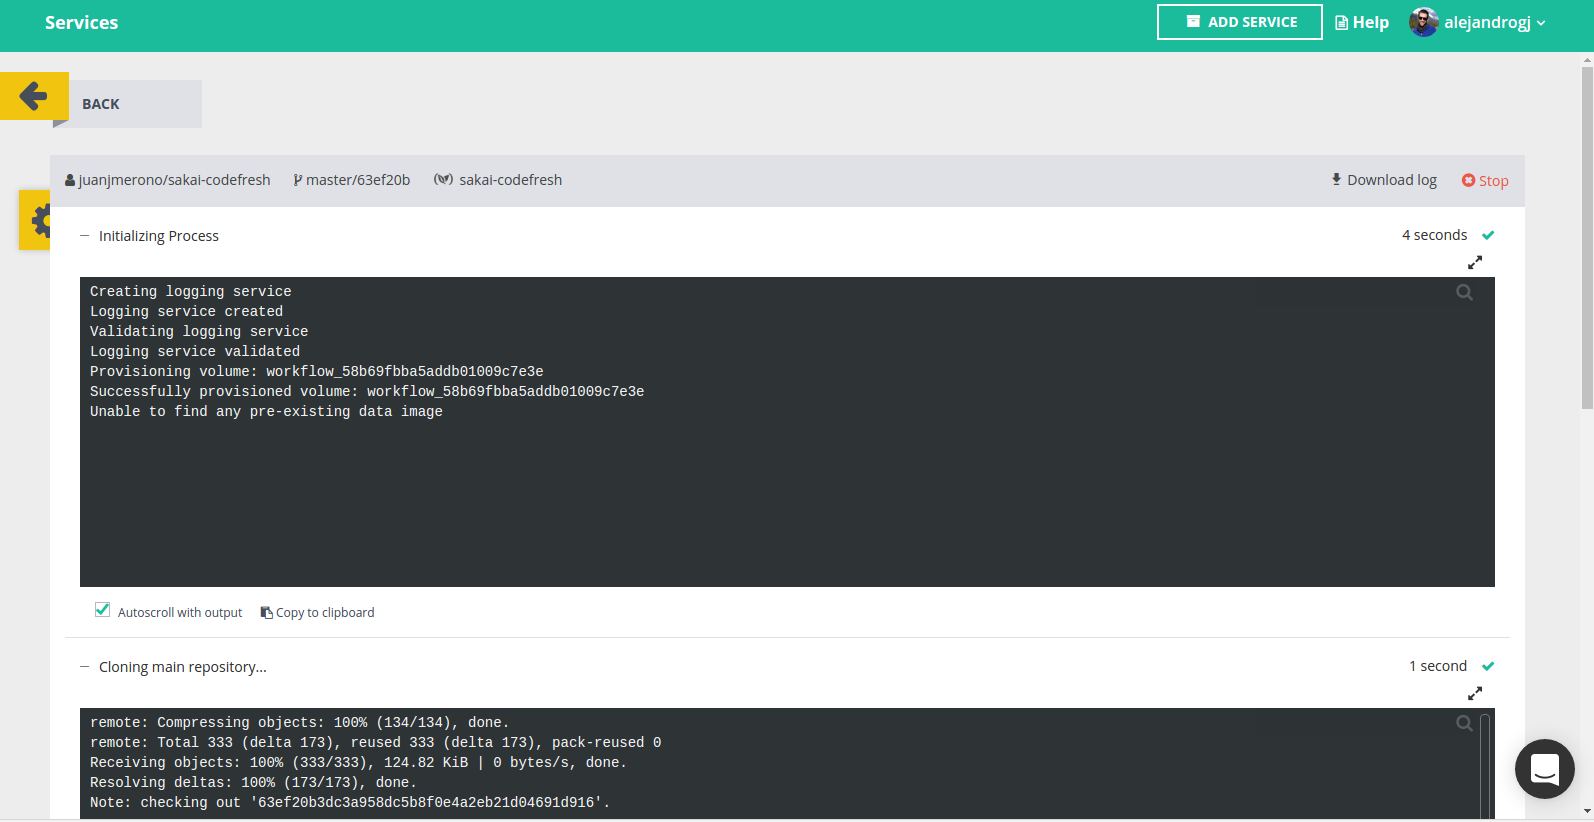 Services
ADD SERVICE
Help
alejandrogj
BACK
juanjmerono/sakai-codefresh
master/63ef20b
sakai-codefresh
Download log
Stop
Initializing Process
4 seconds
Creating logging service
Logging service created
Validating logging service
Logging service validated
Provisioning volume: workflow_58b69fbba5addb01009c7e3e
Successfully provisioned volume: workflow_58b69fbba5addb01009c7e3e
Unable to find any pre-existing data image
Autoscroll with output
Copy to clipboard
Cloning main repository...
1 second
remote: Compressing objects: 100% (134/134), done.
remote: Total 333 (delta 173), reused 333 (delta 173), pack-reused 0
Receiving objects: 100% (333/333), 124.82 KiB | 0 bytes/s, done.
Resolving deltas: 100% (173/173), done.
Note: checking out '63ef20b3dc3a958dc5b8f0e4a2eb21d04691d916'.